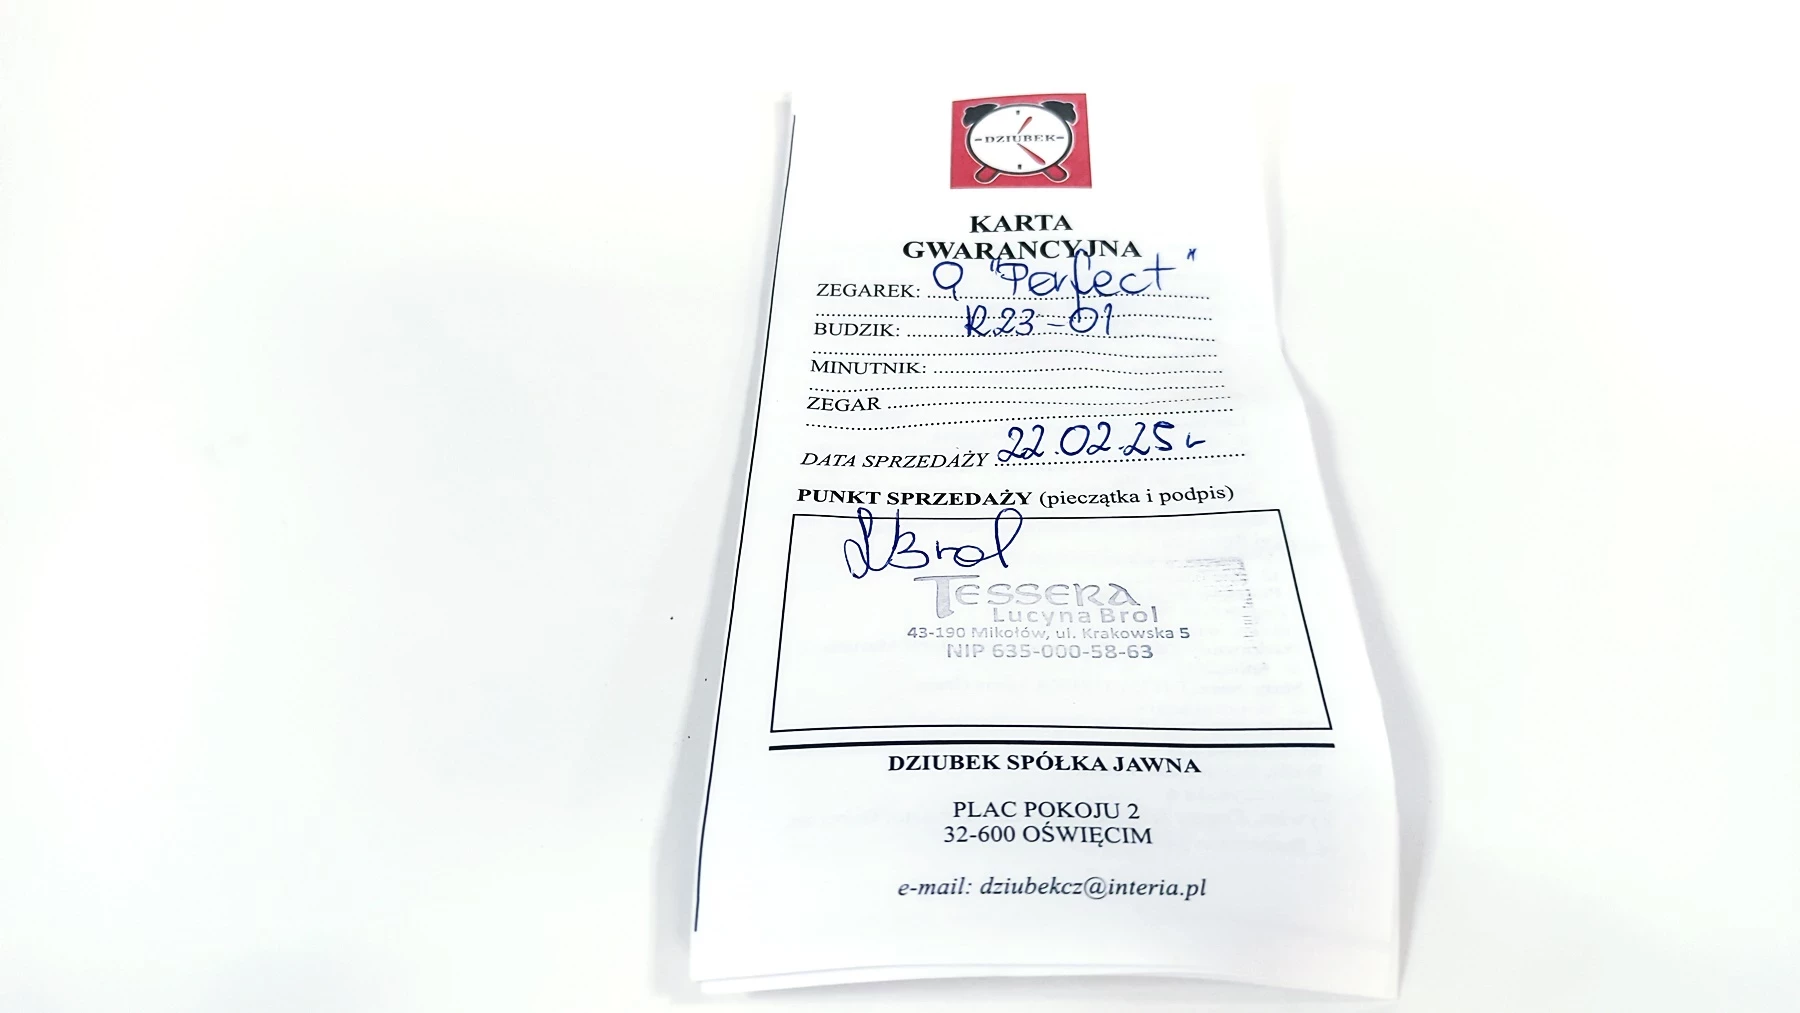 -DZIUBEK-
KARTA
GWARANCYJNA
ZEGAREK: Q "Perfect"
BUDZIK: R23-01
MINUTNIK:
ZEGAR
DATA SPRZEDAŻY 22.02.25r
PUNKT SPRZEDAŻY (pieczątka i podpis)
LBrol
TESSERA
Lucyna Brol
43-190 Mikołów, ul. Krakowska 5
NIP 635-000-58-63
DZIUBEK SPÓŁKA JAWNA
PLAC POKOJU 2
32-600 OŚWIĘCIM
e-mail: dziubekcz@interia.pl